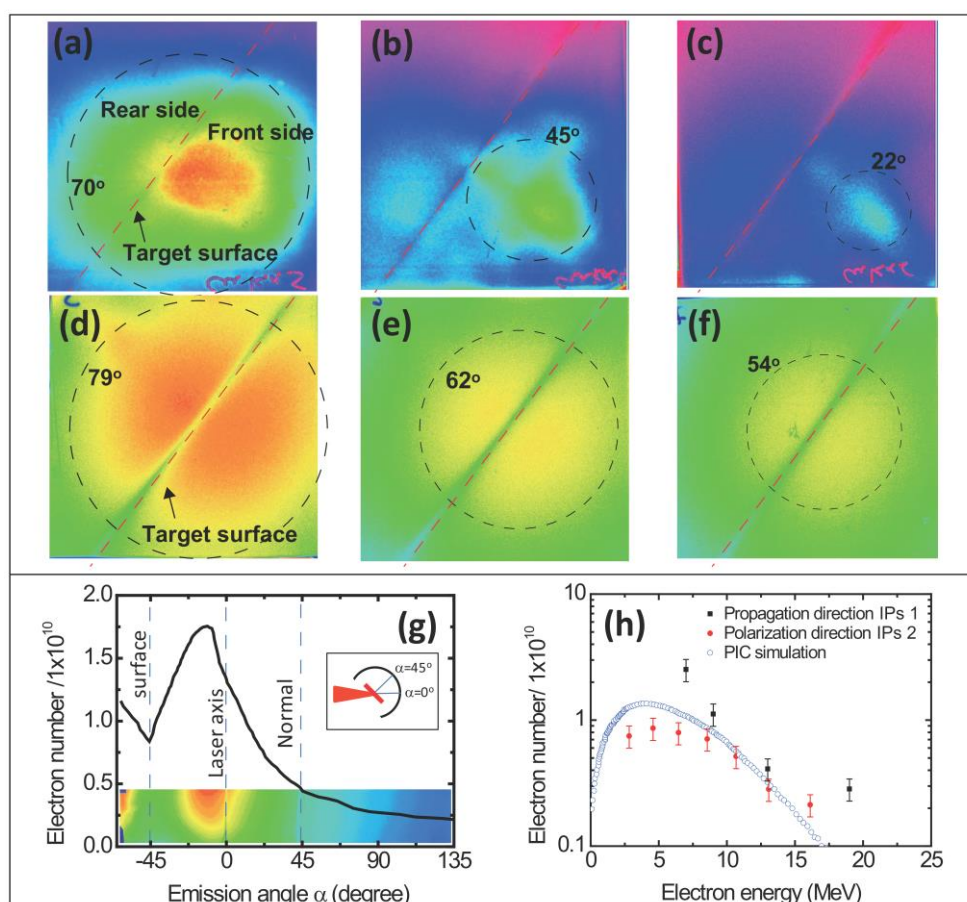 (a)
Rear side
Front side
70°
Target surface
(b)
45°
(c)
22°
(d)
79°
Target surface
(e)
62°
(f)
54°
(g)
Electron number /1x10¹⁰
2.0
1.5
1.0
0.5
0.0
surface
Laser axis
Normal
α=45°
α=0°
-45 0 45 90 135
Emission angle α (degree)
(h)
Propagation direction IPs 1
Polarization direction IPs 2
PIC simulation
Electron number/ 1x10¹⁰
10
1
0.1
0 5 10 15 20 25
Electron energy (MeV)